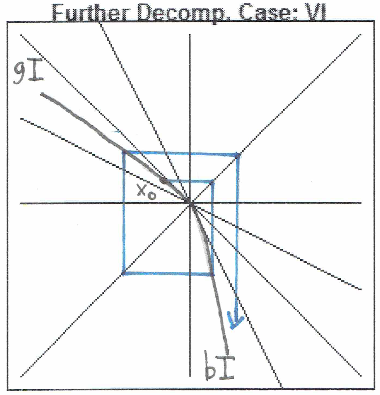 Further Decomp. Case: VI
gI
x₀
bI